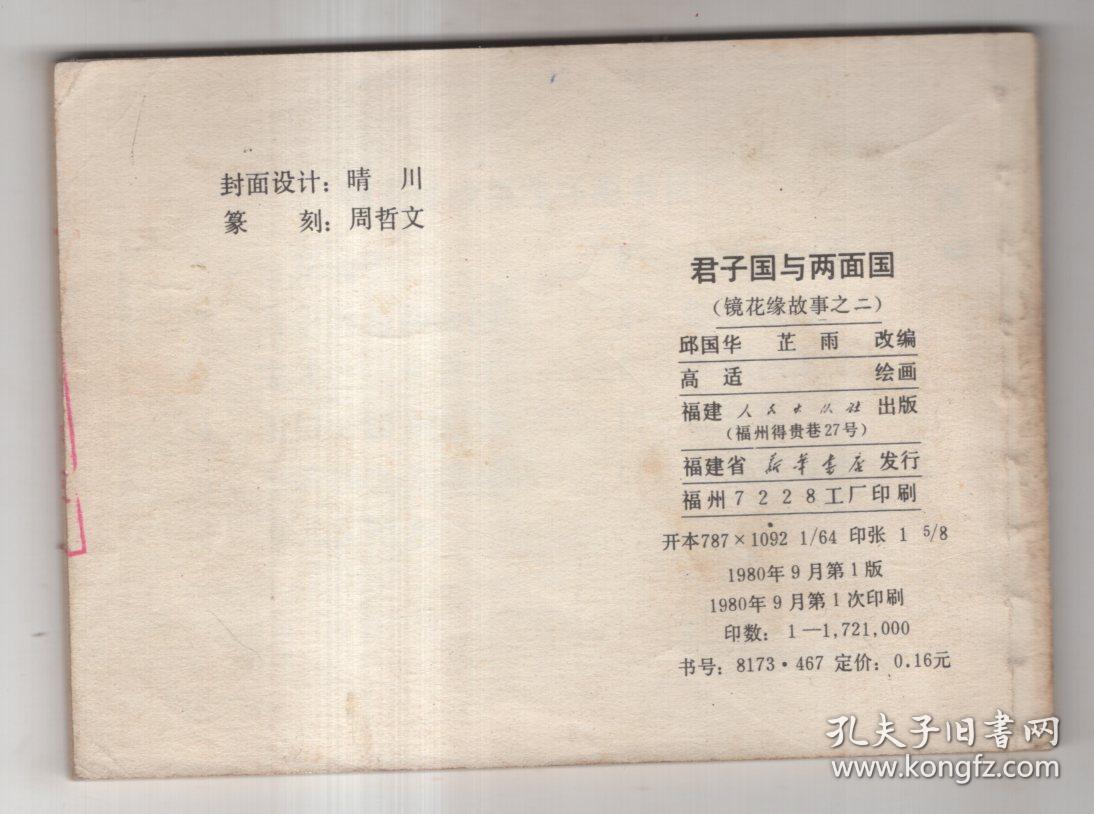 封面设计：晴 川
篆 刻：周哲文
君子国与两面国
（镜花缘故事之二）
邱国华 芷 雨 改编
高 适 绘画
福建人民出版社 出版
（福州得贵巷27号）
福建省新华书店 发行
福州7228工厂印刷
开本787×1092 1/64 印张 1 5/8
1980年9月第1版
1980年9月第1次印刷
印数：1—1,721,000
书号：8173·467 定价：0.16元
孔夫子旧书网
www.kongfz.com